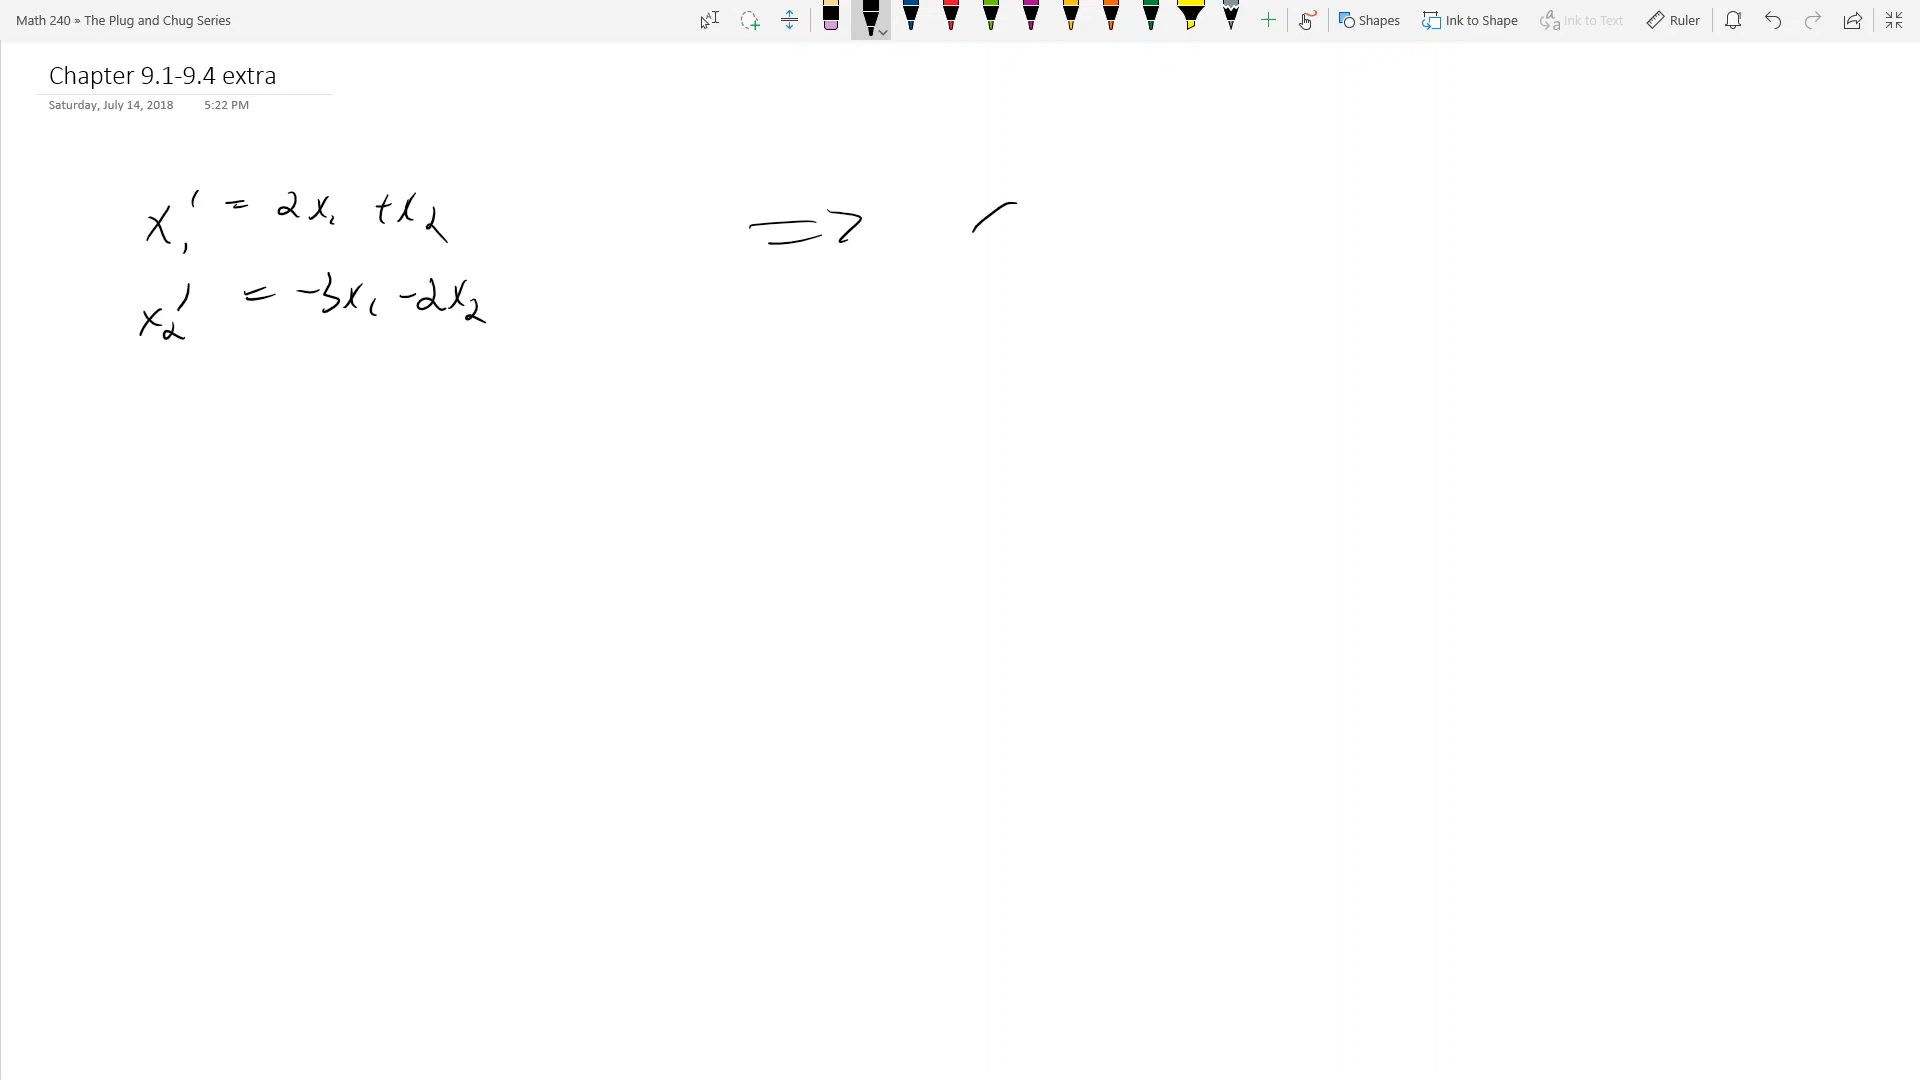 Math 240 » The Plug and Chug Series
Shapes
Ink to Shape
Ink to Text
Ruler
Chapter 9.1-9.4 extra
Saturday, July 14, 2018 5:22 PM
x₁' = 2x₁ + x₂ =>
x₂' = -3x₁ - 2x₂